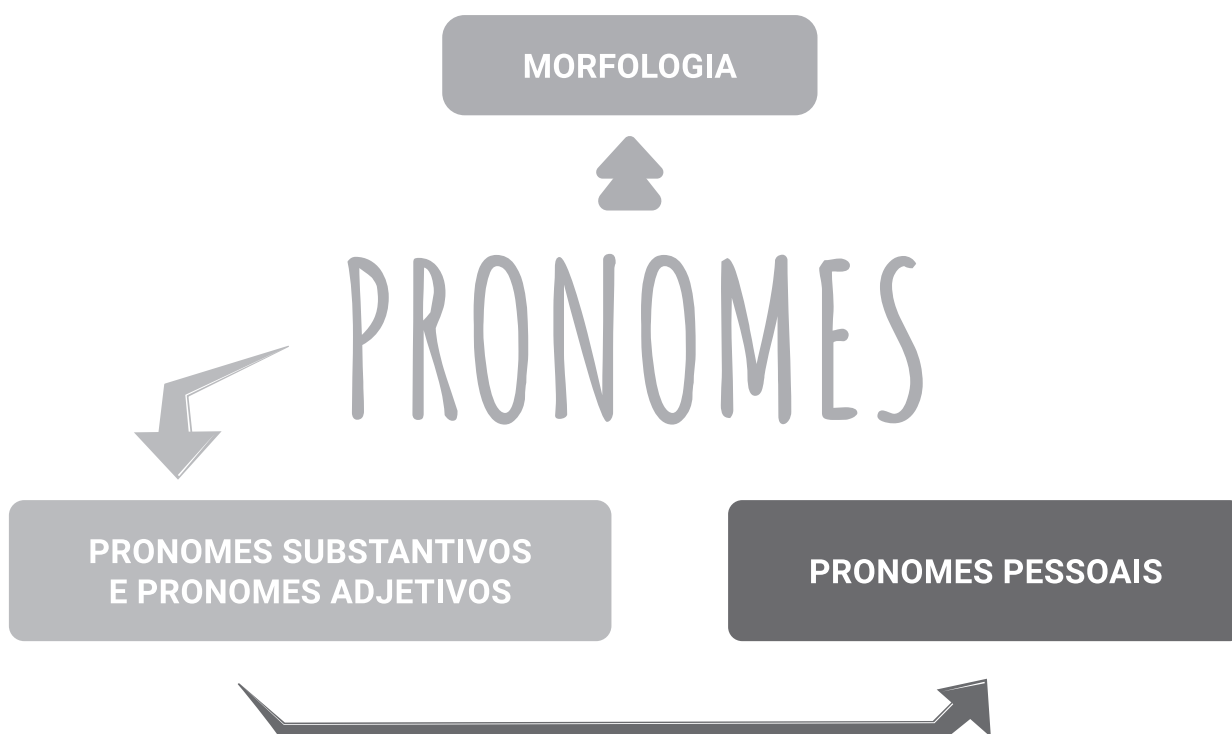 MORFOLOGIA
PRONOMES
PRONOMES SUBSTANTIVOS
E PRONOMES ADJETIVOS
PRONOMES PESSOAIS